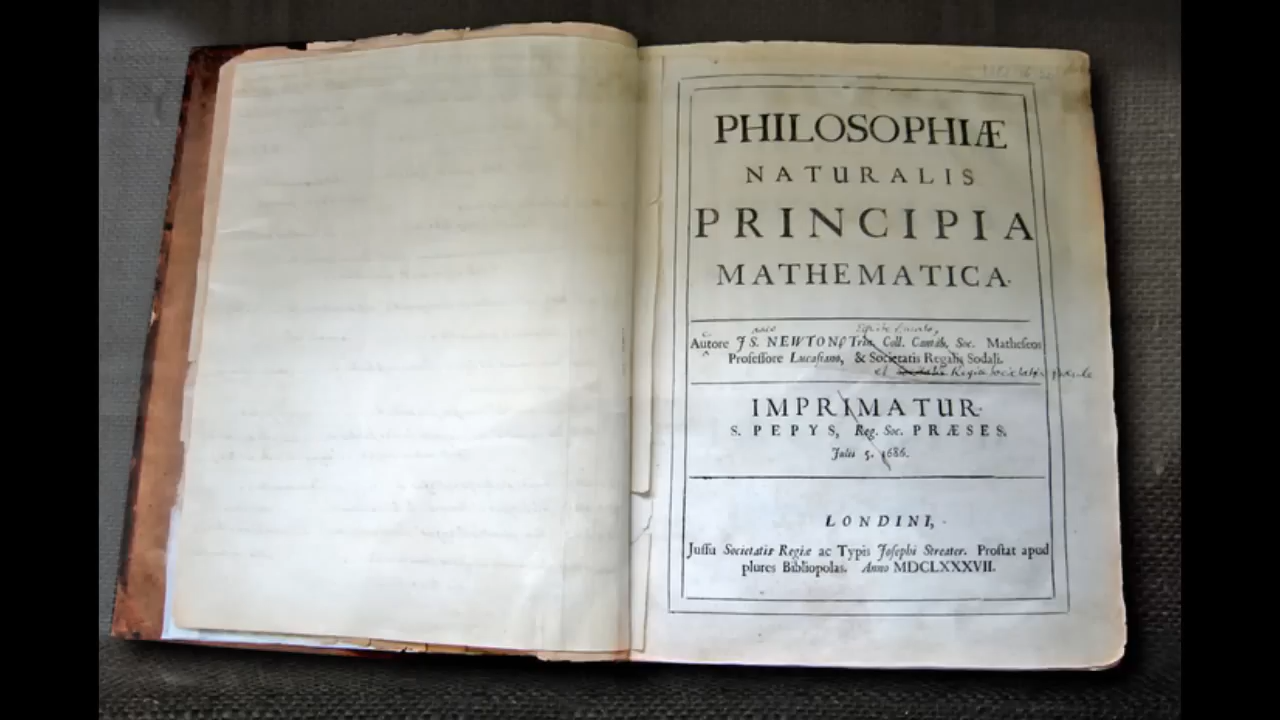 PHILOSOPHIÆ
NATURALIS
PRINCIPIA
MATHEMATICA.
Autore J S. NEWTON, Trin. Coll. Cantab. Soc. Matheseos
Professore Lucasiano, & Societatis Regalis Sodali.
IMPRIMATUR.
S. PEPYS, Reg. Soc. PRÆSES.
Julii 5. 1686.
LONDINI,
Jussu Societatis Regiæ ac Typis Josephi Streater. Prostat apud
plures Bibliopolas. Anno MDCLXXXVII.